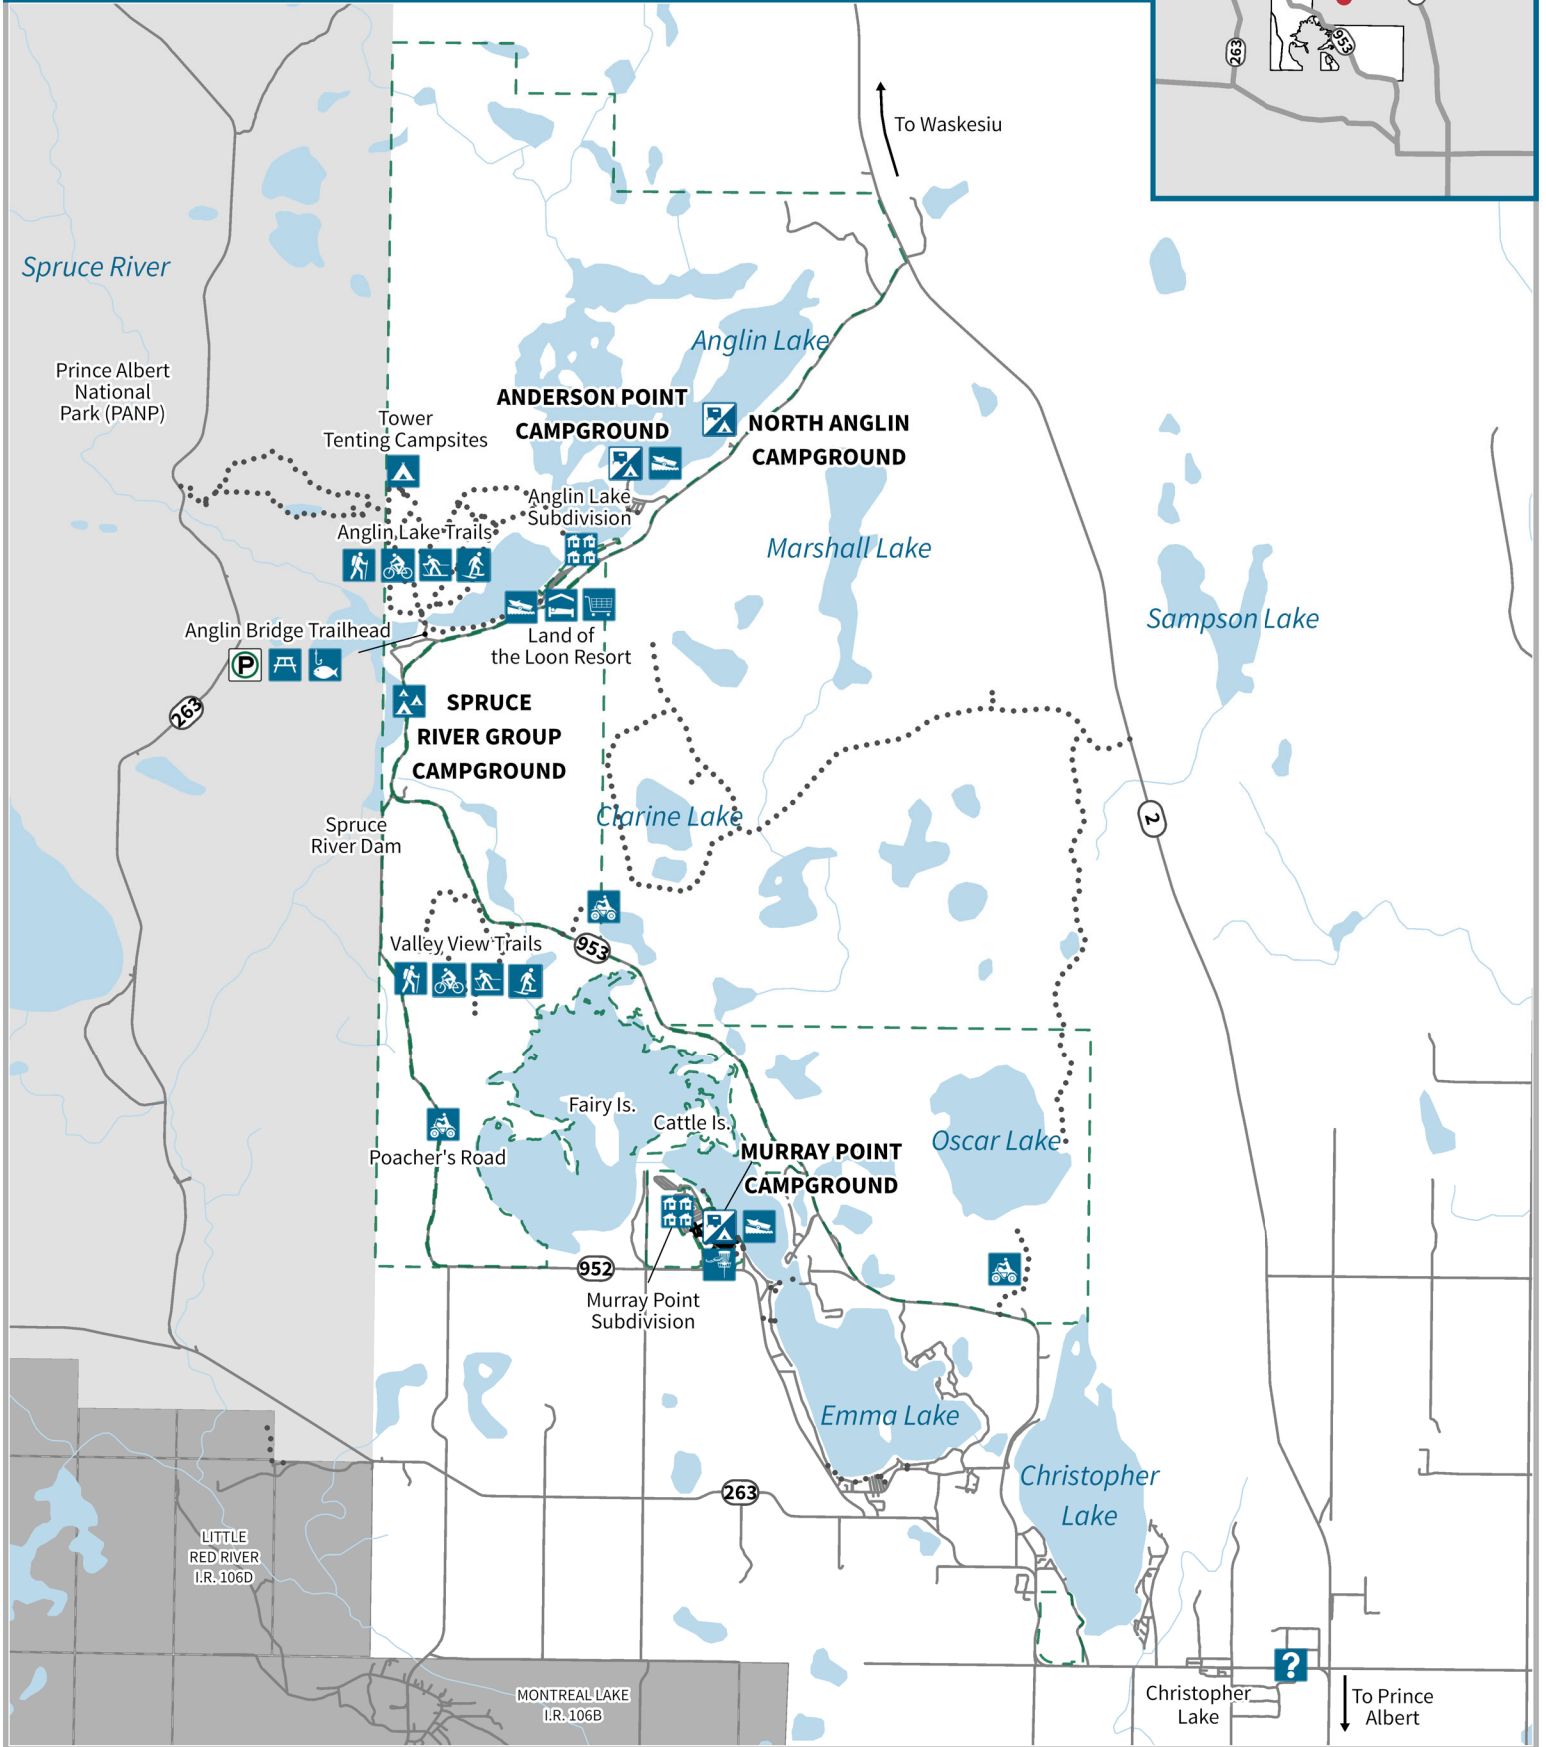 263
953
To Waskesiu
Spruce River
Anglin Lake
Prince Albert
National
Park (PANP)
ANDERSON POINT
CAMPGROUND
Tower
Tenting Campsites
NORTH ANGLIN
CAMPGROUND
Anglin Lake
Subdivision
Anglin Lake Trails
Marshall Lake
Sampson Lake
Anglin Bridge Trailhead
P
Land of
the Loon Resort
263
SPRUCE
RIVER GROUP
CAMPGROUND
Clarine Lake
2
Spruce
River Dam
Valley View Trails
953
Fairy Is.
Cattle Is.
Oscar Lake
Poacher's Road
MURRAY POINT
CAMPGROUND
952
Murray Point
Subdivision
Emma Lake
Christopher
Lake
263
LITTLE
RED RIVER
I.R. 106D
?
MONTREAL LAKE
I.R. 106B
Christopher
Lake
To Prince
Albert